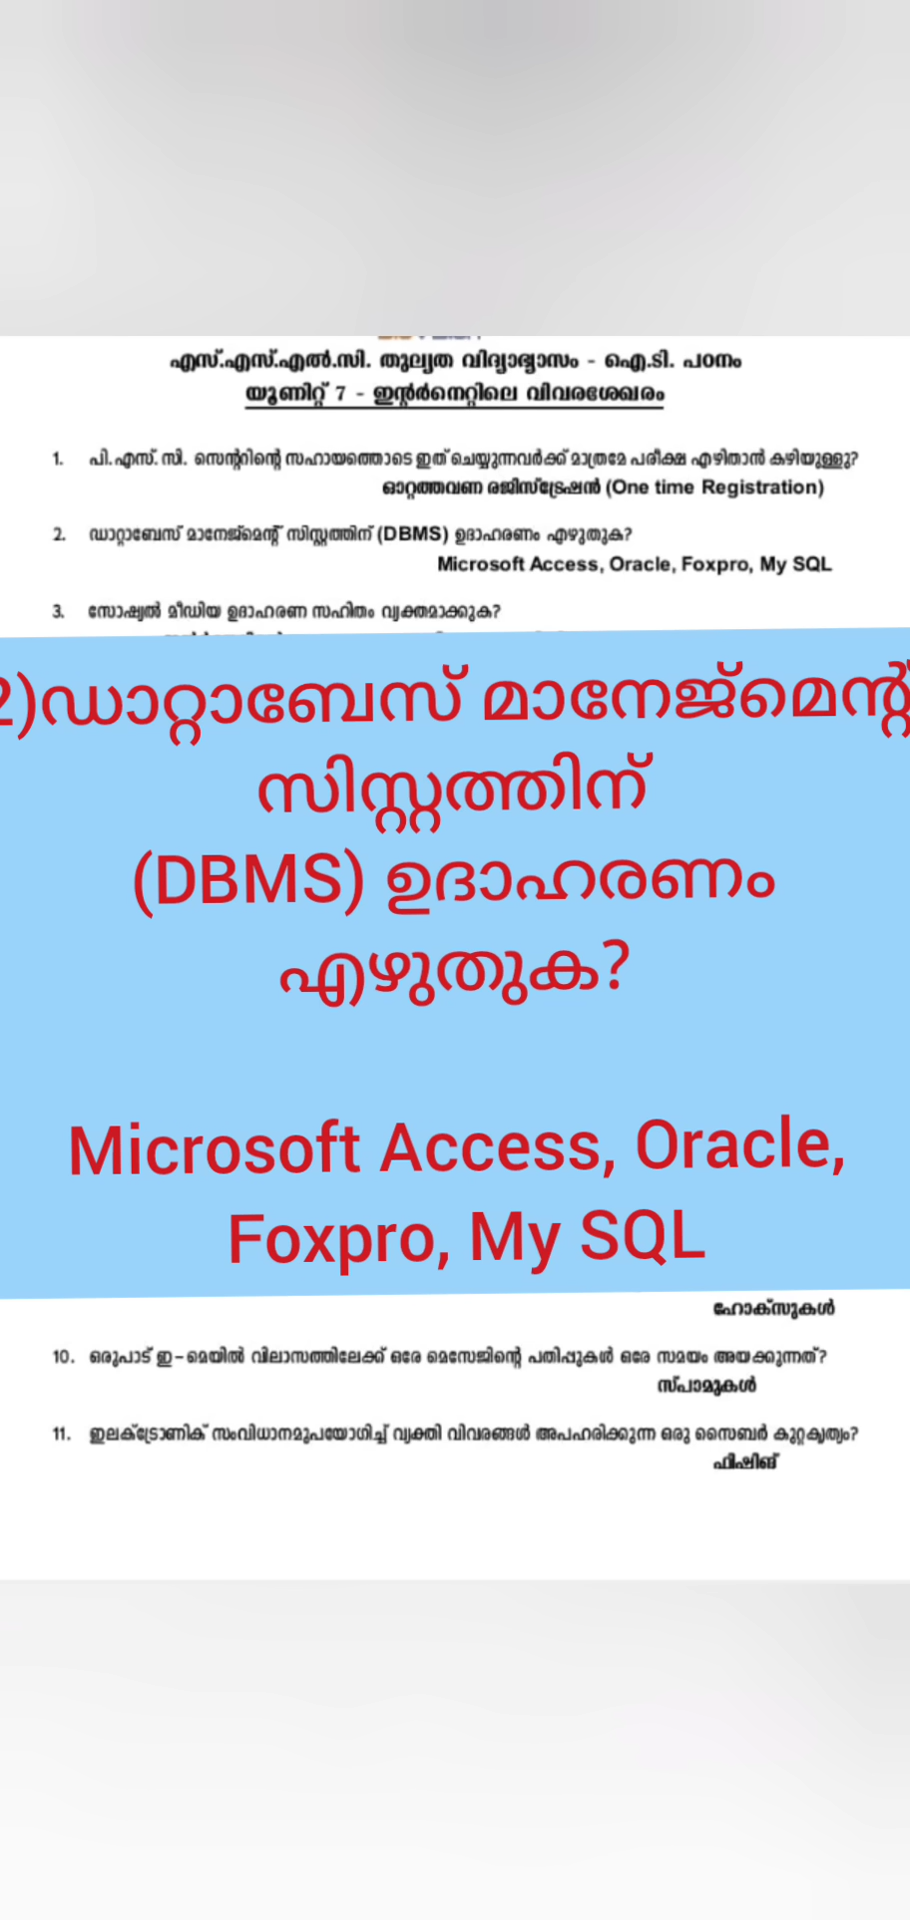 എസ്.എസ്.എൽ.സി. തുല്യത വിദ്യാഭ്യാസം - ഐ.ടി. പഠനം
യൂണിറ്റ് 7 - ഇന്റർനെറ്റിലെ വിവരശേഖരം
1. പി.എസ്.സി. സെന്ററിന്റെ സഹായത്തൊടെ ഇത് ചെയ്യുന്നവർക്ക് മാത്രമേ പരീക്ഷ എഴിതാൻ കഴിയുള്ളു?
ഓറ്റത്തവണ രജിസ്ട്രേഷൻ (One time Registration)
2. ഡാറ്റാബേസ് മാനേജ്മെന്റ് സിസ്റ്റത്തിന് (DBMS) ഉദാഹരണം എഴുതുക?
Microsoft Access, Oracle, Foxpro, My SQL
3. സോഷ്യൽ മീഡിയ ഉദാഹരണ സഹിതം വ്യക്തമാക്കുക?
2)ഡാറ്റാബേസ് മാനേജ്മെന്റ്
സിസ്റ്റത്തിന്
(DBMS) ഉദാഹരണം
എഴുതുക?
Microsoft Access, Oracle,
Foxpro, My SQL
ഹോക്സുകൾ
10. ഒരുപാട് ഇ-മെയിൽ വിലാസത്തിലേക്ക് ഒരേ മെസേജിന്റെ പതിപ്പുകൾ ഒരേ സമയം അയക്കുന്നത്?
സ്പാമുകൾ
11. ഇലക്ട്രോണിക് സംവിധാനമുപയോഗിച്ച് വ്യക്തി വിവരങ്ങൾ അപഹരിക്കുന്ന ഒരു സൈബർ കുറ്റകൃത്യം?
ഫിഷിങ്